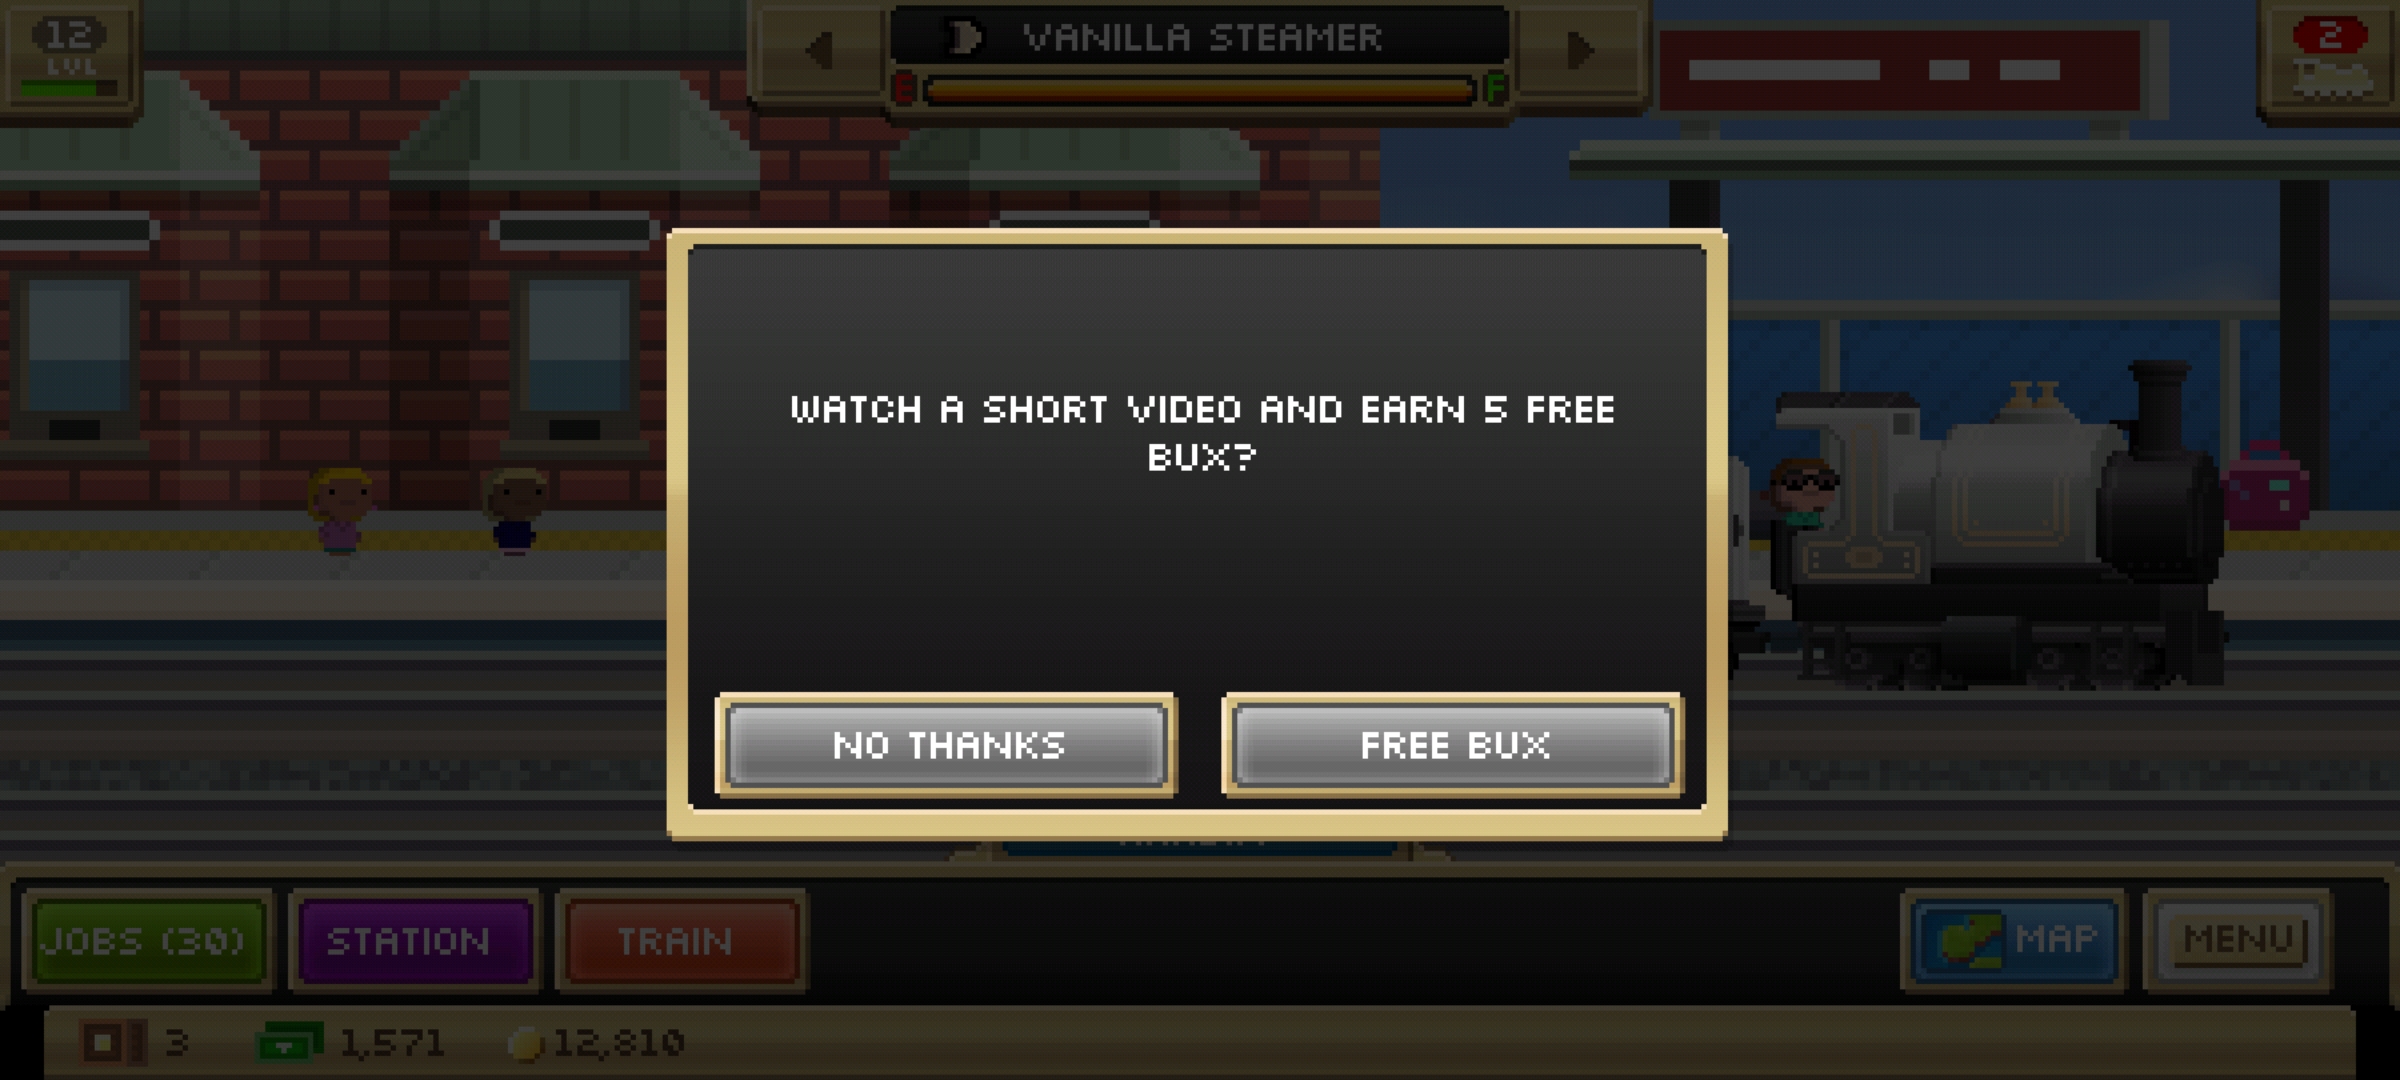 12
LVL
VANILLA STEAMER
E F
2
WATCH A SHORT VIDEO AND EARN 5 FREE
BUX?
NO THANKS
FREE BUX
JOBS (30)
STATION
TRAIN
MAP
MENU
3
1,571
12,810